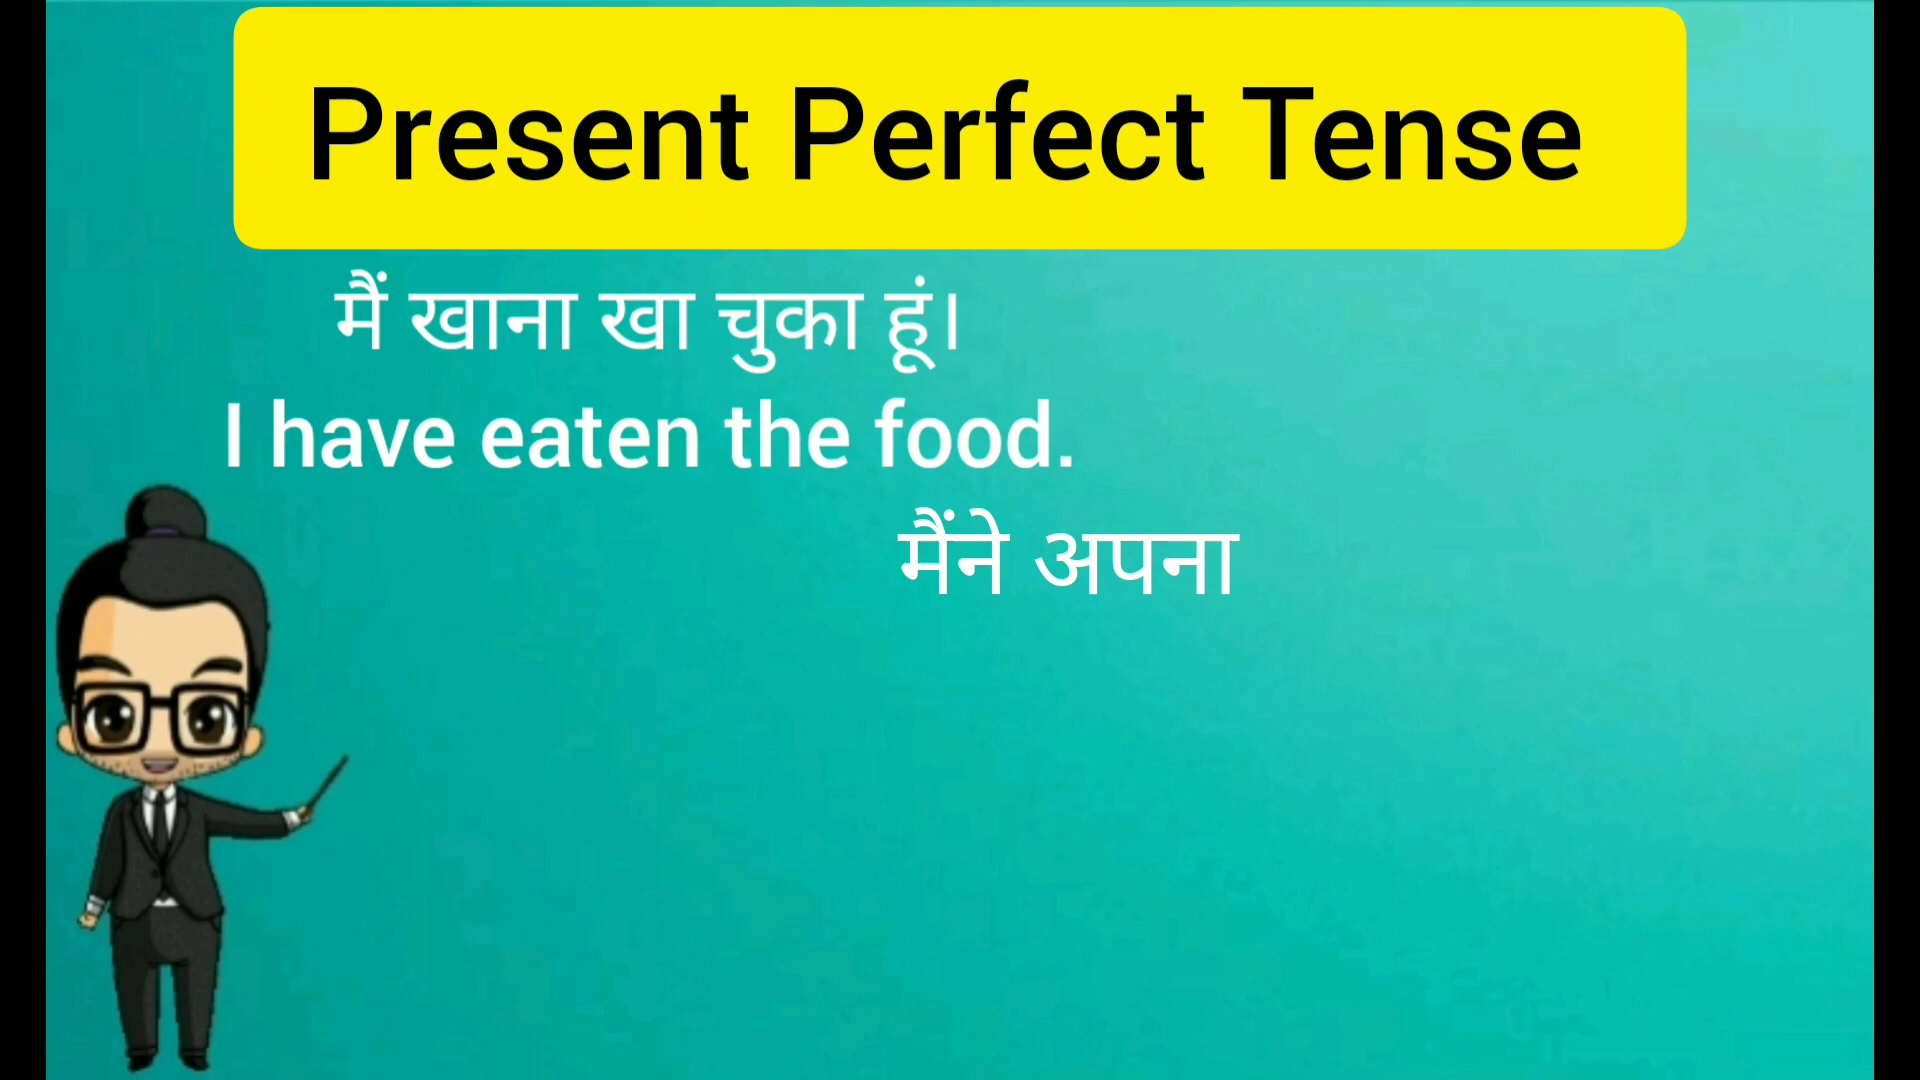 Present Perfect Tense
मैं खाना खा चुका हूं।
I have eaten the food.
मैंने अपना